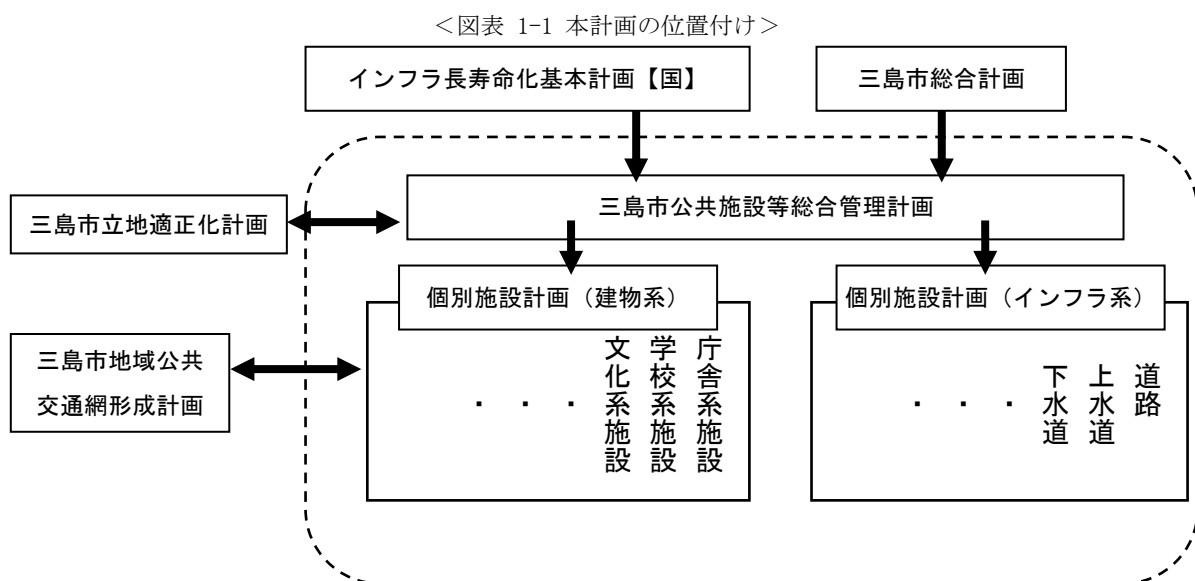 ＜図表 1-1 本計画の位置付け＞
インフラ長寿命化基本計画【国】
三島市総合計画
三島市公共施設等総合管理計画
三島市立地適正化計画
個別施設計画（建物系）
個別施設計画（インフラ系）
三島市地域公共
交通網形成計画
庁舎系施設
学校系施設
文化系施設
・
・
・
道路
上水道
下水道
・
・
・